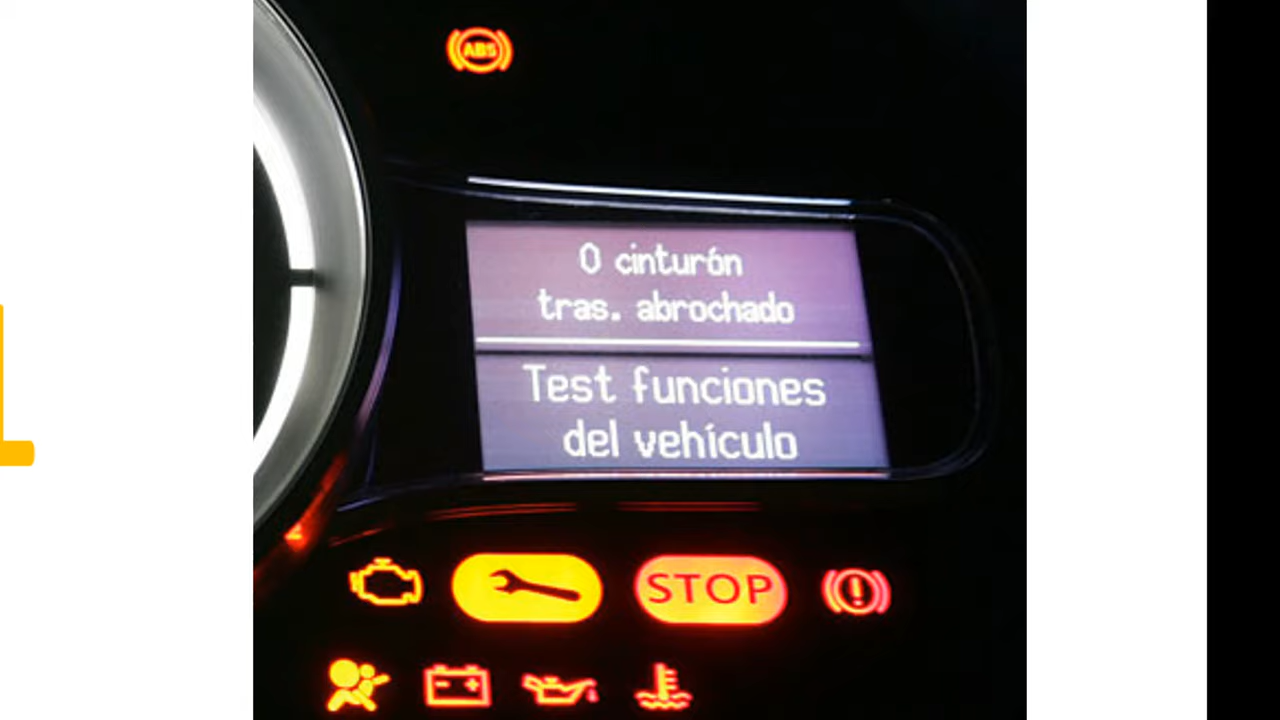 ABS
0 cinturón
tras. abrochado
Test funciones
del vehículo
STOP